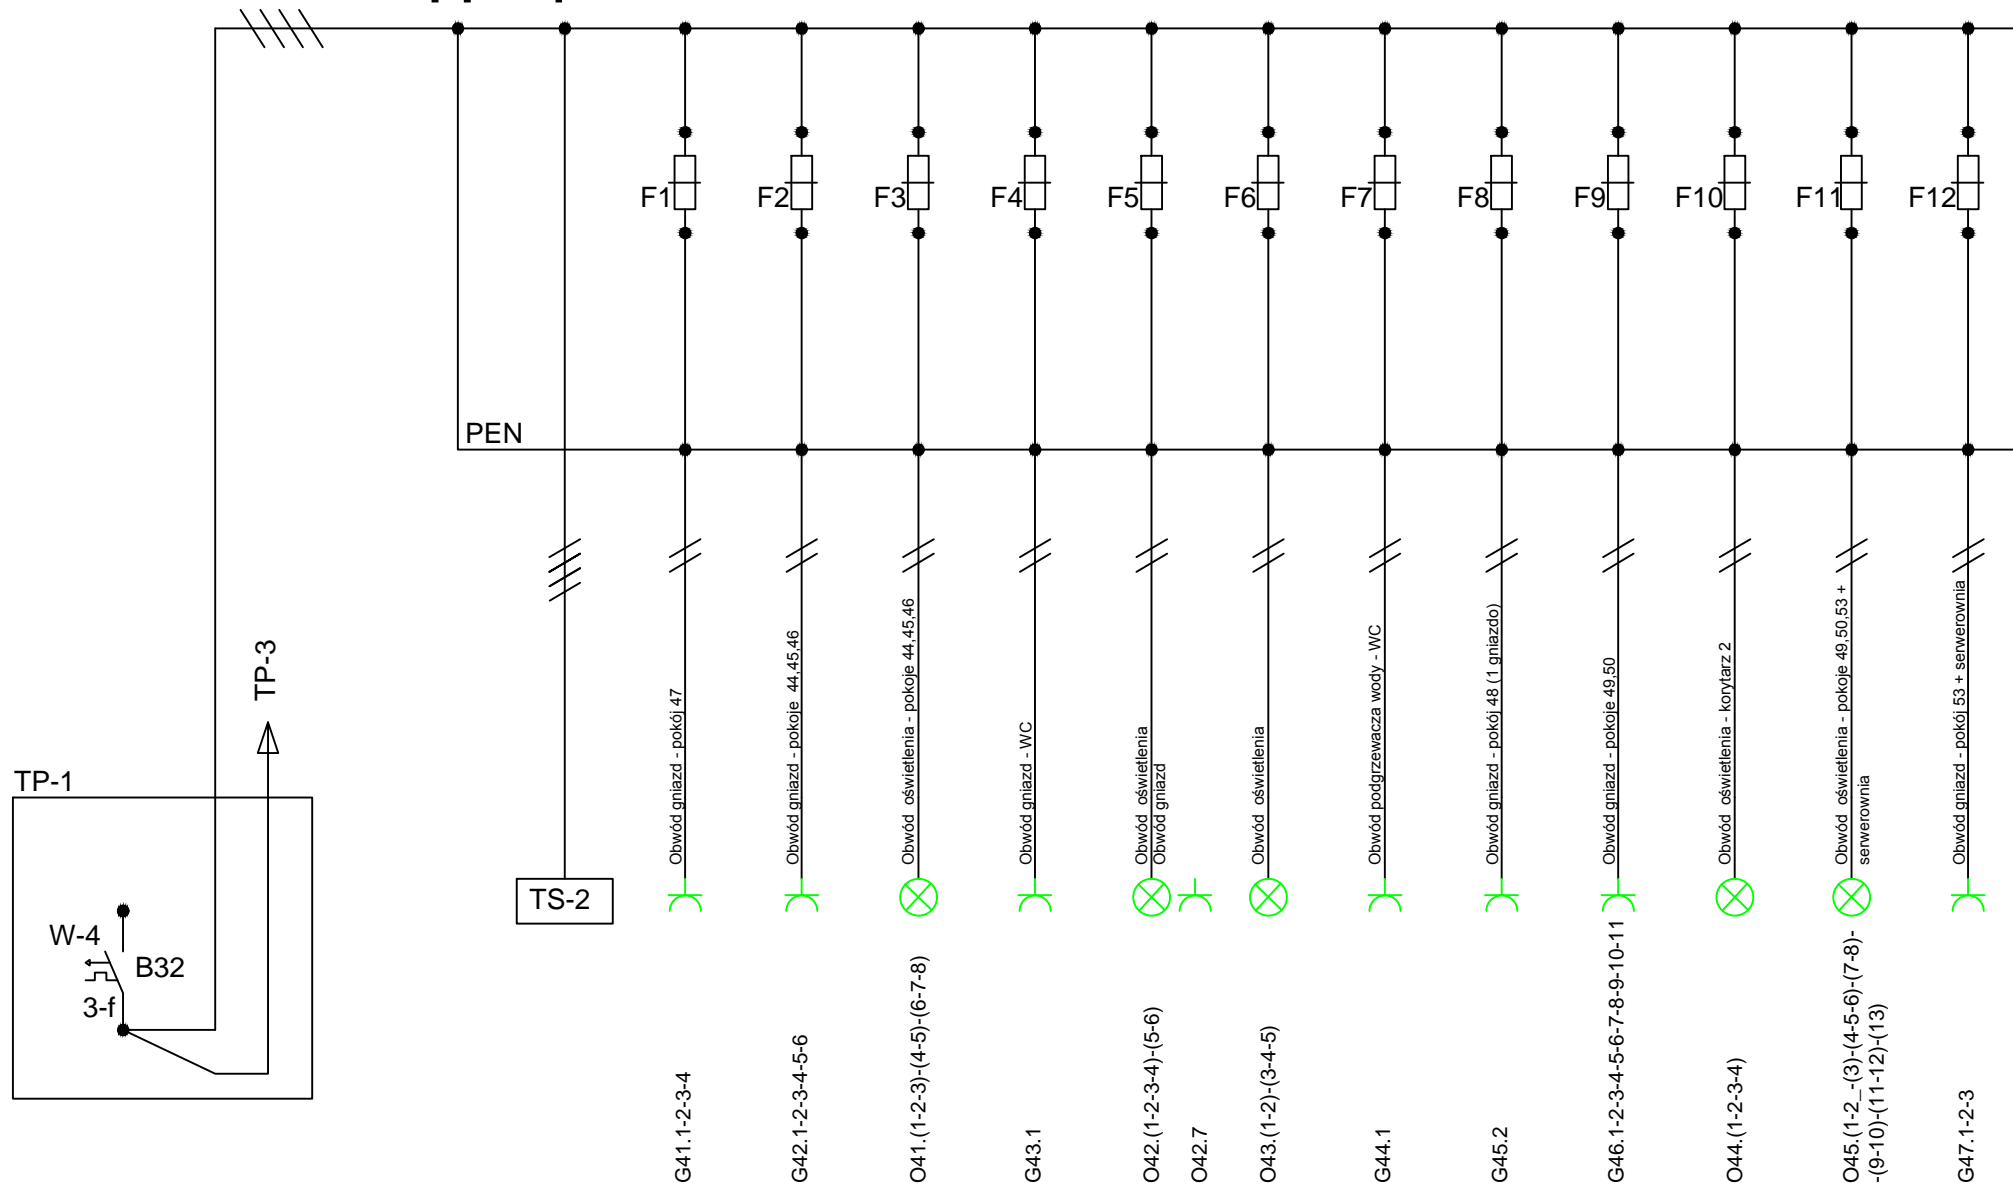 F1
F2
F3
F4
F5
F6
F7
F8
F9
F10
F11
F12
PEN
TP-3
TP-1
W-4
B32
3-f
TS-2
Obwód gniazd - pokój 47
Obwód gniazd - pokoje 44,45,46
Obwód oświetlenia - pokoje 44,45,46
Obwód gniazd - WC
Obwód oświetlenia
Obwód gniazd
Obwód oświetlenia
Obwód podgrzewacza wody - WC
Obwód gniazd - pokój 48 (1 gniazdo)
Obwód gniazd - pokoje 49,50
Obwód oświetlenia - korytarz 2
Obwód oświetlenia - pokoje 49,50,53 +
serwerownia
Obwód gniazd - pokój 53 + serwerownia
G41.1-2-3-4
G42.1-2-3-4-5-6
O41.(1-2-3)-(4-5)-(6-7-8)
G43.1
O42.(1-2-3-4)-(5-6)
O42.7
O43.(1-2)-(3-4-5)
G44.1
G45.2
G46.1-2-3-4-5-6-7-8-9-10-11
O44.(1-2-3-4)
O45.(1-2_-(3)-(4-5-6)-(7-8)-
-(9-10)-(11-12)-(13)
G47.1-2-3